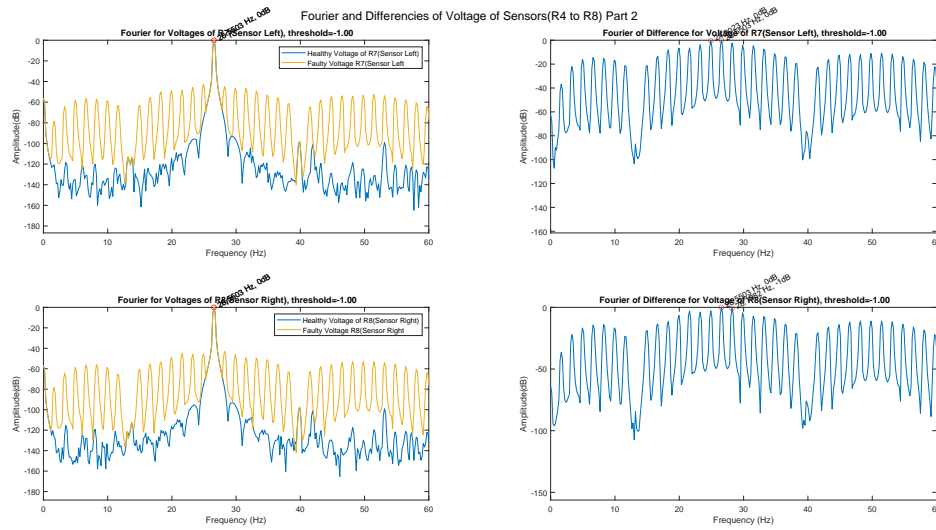 Fourier and Differencies of Voltage of Sensors(R4 to R8) Part 2
Fourier for Voltages of R7(Sensor Left), threshold=-1.00
Healthy Voltage of R7(Sensor Left)
Faulty Voltage R7(Sensor Left
Amplitude(dB)
0
-20
-40
-60
-80
-100
-120
-140
-160
-180
0 10 20 30 40 50 60
Frequency (Hz)
Fourier of Difference for Voltage of R7(Sensor Left), threshold=-1.00
Amplitude(dB)
0
-20
-40
-60
-80
-100
-120
-140
-160
0 10 20 30 40 50 60
Frequency (Hz)
Fourier for Voltages of R8(Sensor Right), threshold=-1.00
Healthy Voltage of R8(Sensor Right)
Faulty Voltage R8(Sensor Right
Amplitude(dB)
0
-20
-40
-60
-80
-100
-120
-140
-160
-180
0 10 20 30 40 50 60
Frequency (Hz)
Fourier of Difference for Voltage of R8(Sensor Right), threshold=-1.00
Amplitude(dB)
0
-50
-100
-150
0 10 20 30 40 50 60
Frequency (Hz)